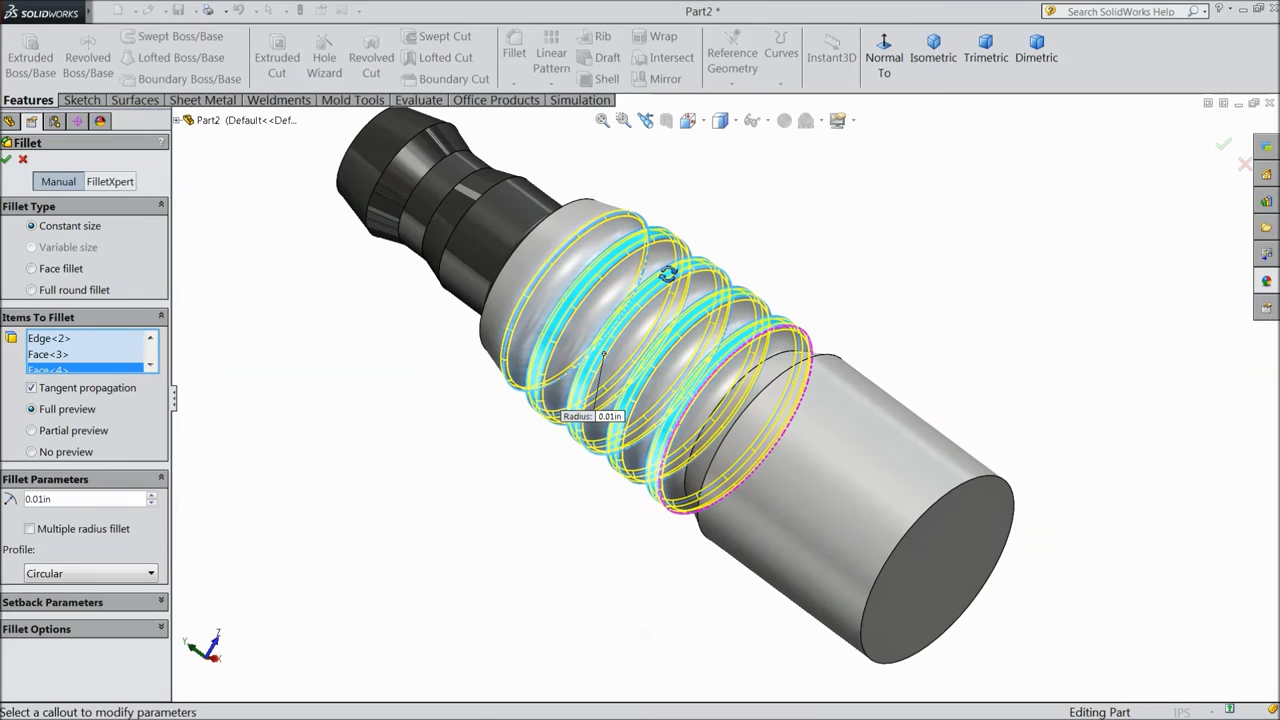 SOLIDWORKS
Part2 *
Search SolidWorks Help
Extruded Boss/Base
Revolved Boss/Base
Swept Boss/Base
Lofted Boss/Base
Boundary Boss/Base
Extruded Cut
Hole Wizard
Revolved Cut
Swept Cut
Lofted Cut
Boundary Cut
Fillet
Linear Pattern
Rib
Draft
Shell
Wrap
Intersect
Mirror
Reference Geometry
Curves
Instant3D
Normal To
Isometric
Trimetric
Dimetric
Features
Sketch
Surfaces
Sheet Metal
Weldments
Mold Tools
Evaluate
Office Products
Simulation
Part2 (Default<<Def...
Fillet
?
Manual
FilletXpert
Fillet Type
Constant size
Variable size
Face fillet
Full round fillet
Items To Fillet
Edge<2>
Face<3>
Face<4>
Tangent propagation
Full preview
Partial preview
No preview
Fillet Parameters
0.01in
Multiple radius fillet
Profile:
Circular
Setback Parameters
Fillet Options
Radius: 0.01in
Z
Y
X
Select a callout to modify parameters
Editing Part
IPS